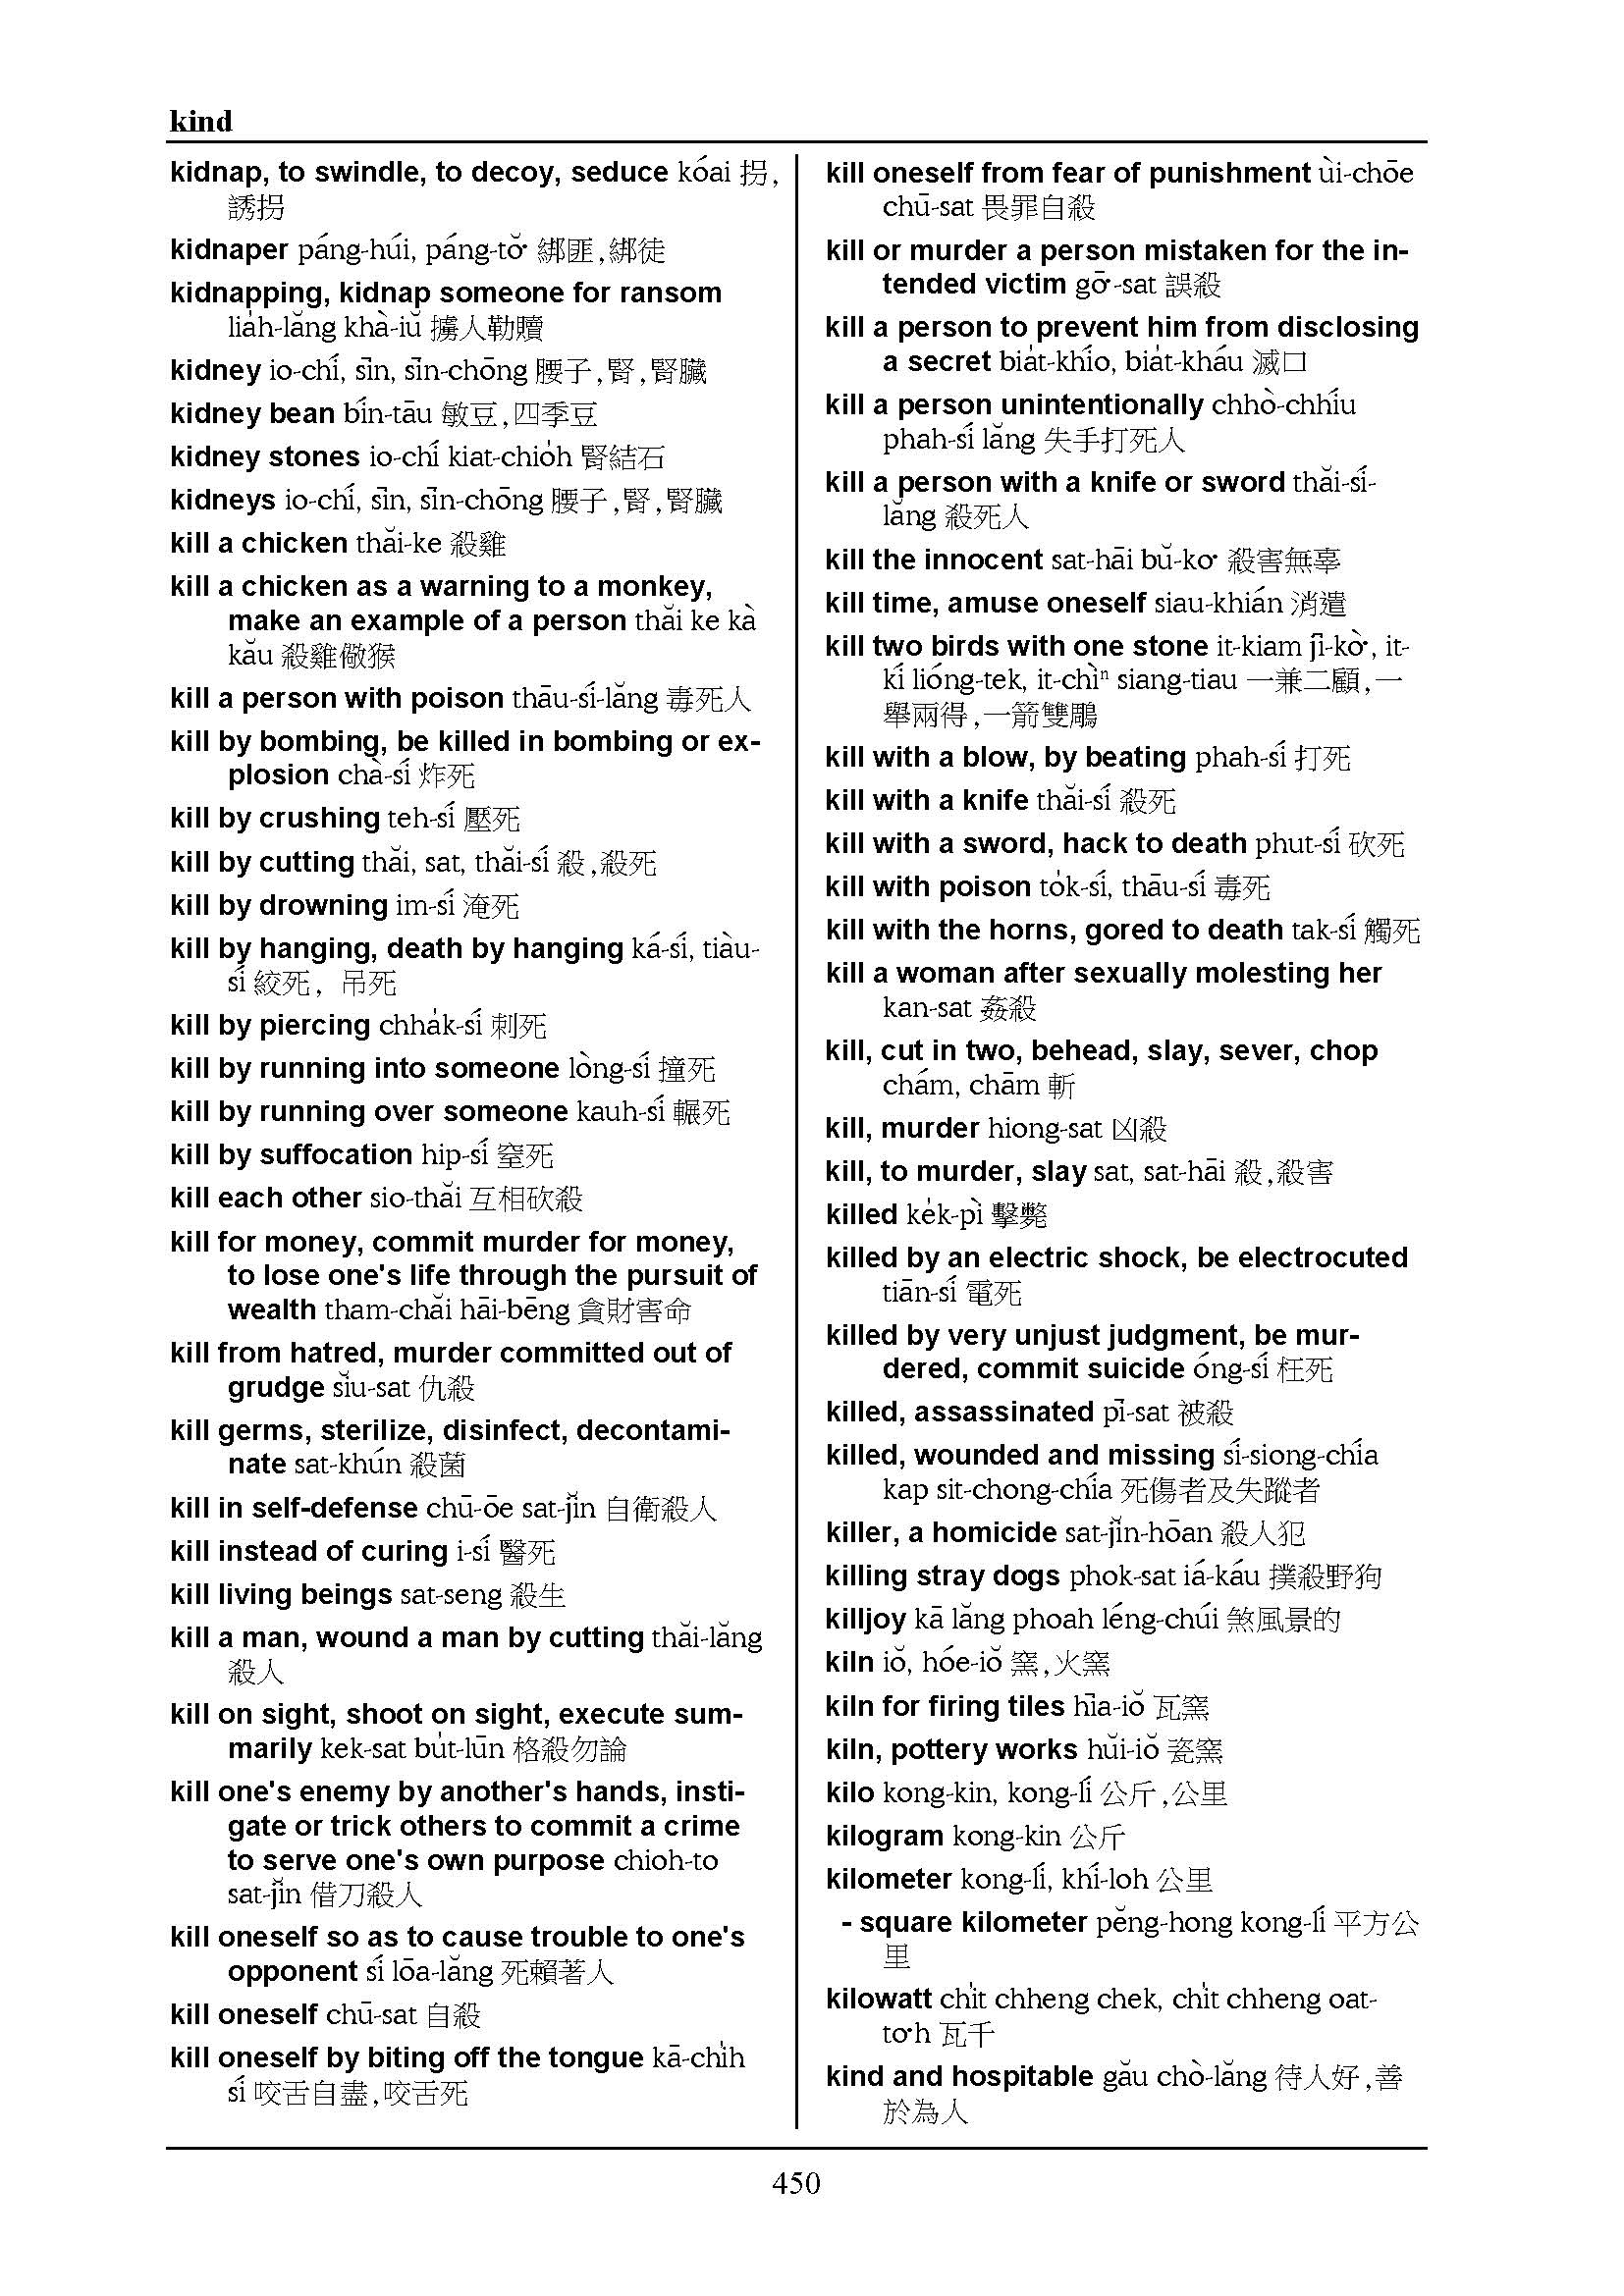 kind
kidnap, to swindle, to decoy, seduce kóai 拐,
誘拐
kidnaper páng-húi, páng-tŏ͘ 綁匪,綁徒
kidnapping, kidnap someone for ransom
lia̍h-lăng khà-iŭ 擄人勒贖
kidney io-chí, sīn, sīn-chōng 腰子,腎,腎臟
kidney bean bín-tāu 敏豆,四季豆
kidney stones io-chí kiat-chio̍h 腎結石
kidneys io-chí, sīn, sīn-chōng 腰子,腎,腎臟
kill a chicken thăi-ke 殺雞
kill a chicken as a warning to a monkey,
make an example of a person thăi ke kà
kău 殺雞儆猴
kill a person with poison thāu-sí-lăng 毒死人
kill by bombing, be killed in bombing or ex-
plosion chà-sí 炸死
kill by crushing teh-sí 壓死
kill by cutting thăi, sat, thăi-sí 殺,殺死
kill by drowning im-sí 淹死
kill by hanging, death by hanging ká-sí, tiàu-
sí 絞死, 吊死
kill by piercing chha̍k-sí 刺死
kill by running into someone lòng-sí 撞死
kill by running over someone kauh-sí 輾死
kill by suffocation hip-sí 窒死
kill each other sio-thăi 互相砍殺
kill for money, commit murder for money,
to lose one's life through the pursuit of
wealth tham-chăi hāi-bēng 貪財害命
kill from hatred, murder committed out of
grudge sĭu-sat 仇殺
kill germs, sterilize, disinfect, decontami-
nate sat-khún 殺菌
kill in self-defense chū-ōe sat-jĭn 自衛殺人
kill instead of curing i-sí 醫死
kill living beings sat-seng 殺生
kill a man, wound a man by cutting thăi-lăng
殺人
kill on sight, shoot on sight, execute sum-
marily kek-sat bu̍t-lūn 格殺勿論
kill one's enemy by another's hands, insti-
gate or trick others to commit a crime
to serve one's own purpose chioh-to
sat-jĭn 借刀殺人
kill oneself so as to cause trouble to one's
opponent sí lōa-lăng 死賴著人
kill oneself chū-sat 自殺
kill oneself by biting off the tongue kā-chi̍h
sí 咬舌自盡,咬舌死
kill oneself from fear of punishment ùi-chōe
chū-sat 畏罪自殺
kill or murder a person mistaken for the in-
tended victim gō͘-sat 誤殺
kill a person to prevent him from disclosing
a secret bia̍t-khío, bia̍t-kháu 滅口
kill a person unintentionally chhò-chhíu
phah-sí lăng 失手打死人
kill a person with a knife or sword thăi-sí-
lăng 殺死人
kill the innocent sat-hāi bŭ-ko͘ 殺害無辜
kill time, amuse oneself siau-khián 消遣
kill two birds with one stone it-kiam jī-kò͘, it-
kí lióng-tek, it-chìⁿ siang-tiau 一兼二顧,一
舉兩得,一箭雙鵰
kill with a blow, by beating phah-sí 打死
kill with a knife thăi-sí 殺死
kill with a sword, hack to death phut-sí 砍死
kill with poison to̍k-sí, thāu-sí 毒死
kill with the horns, gored to death tak-sí 觸死
kill a woman after sexually molesting her
kan-sat 姦殺
kill, cut in two, behead, slay, sever, chop
chám, chām 斬
kill, murder hiong-sat 凶殺
kill, to murder, slay sat, sat-hāi 殺,殺害
killed ke̍k-pì 擊斃
killed by an electric shock, be electrocuted
tiān-sí 電死
killed by very unjust judgment, be mur-
dered, commit suicide óng-sí 枉死
killed, assassinated pī-sat 被殺
killed, wounded and missing sí-siong-chía
kap sit-chong-chía 死傷者及失蹤者
killer, a homicide sat-jĭn-hōan 殺人犯
killing stray dogs phok-sat iá-káu 撲殺野狗
killjoy kā lăng phoah léng-chúi 煞風景的
kiln iŏ, hóe-iŏ 窯,火窯
kiln for firing tiles hīa-iŏ 瓦窯
kiln, pottery works hŭi-iŏ 瓷窯
kilo kong-kin, kong-lí 公斤,公里
kilogram kong-kin 公斤
kilometer kong-lí, khí-loh 公里
- square kilometer pĕng-hong kong-lí 平方公
里
kilowatt chi̍t chheng chek, chi̍t chheng oat-
to͘h 瓦千
kind and hospitable gău chò-lăng 待人好,善
於為人
450